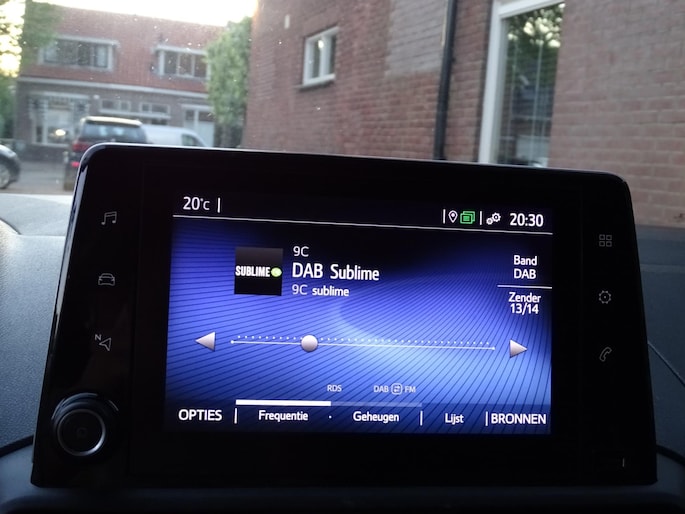 20°C
20:30
9C
SUBLIME
DAB Sublime
9C sublime
Band
DAB
Zender
13/14
N
RDS
DAB FM
OPTIES
Frequentie
Geheugen
Lijst
BRONNEN